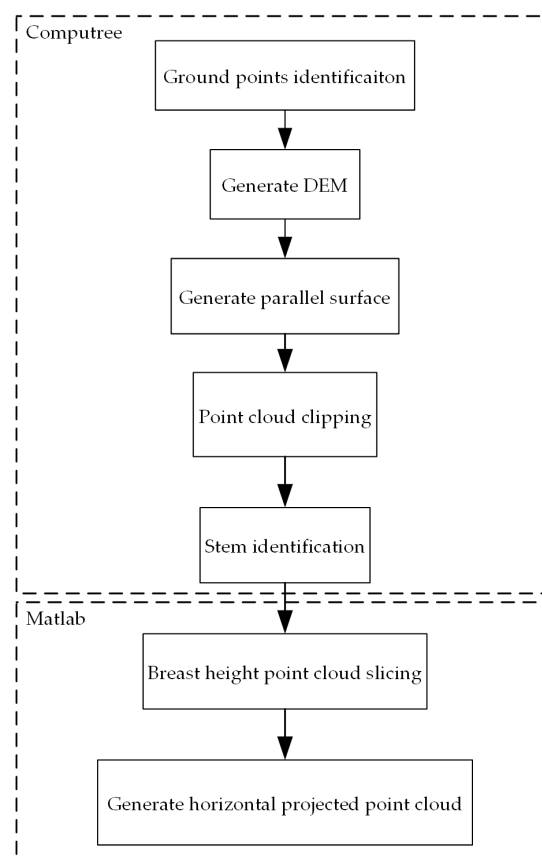 Computree
Ground points identificaiton
Generate DEM
Generate parallel surface
Point cloud clipping
Stem identification
Matlab
Breast height point cloud slicing
Generate horizontal projected point cloud